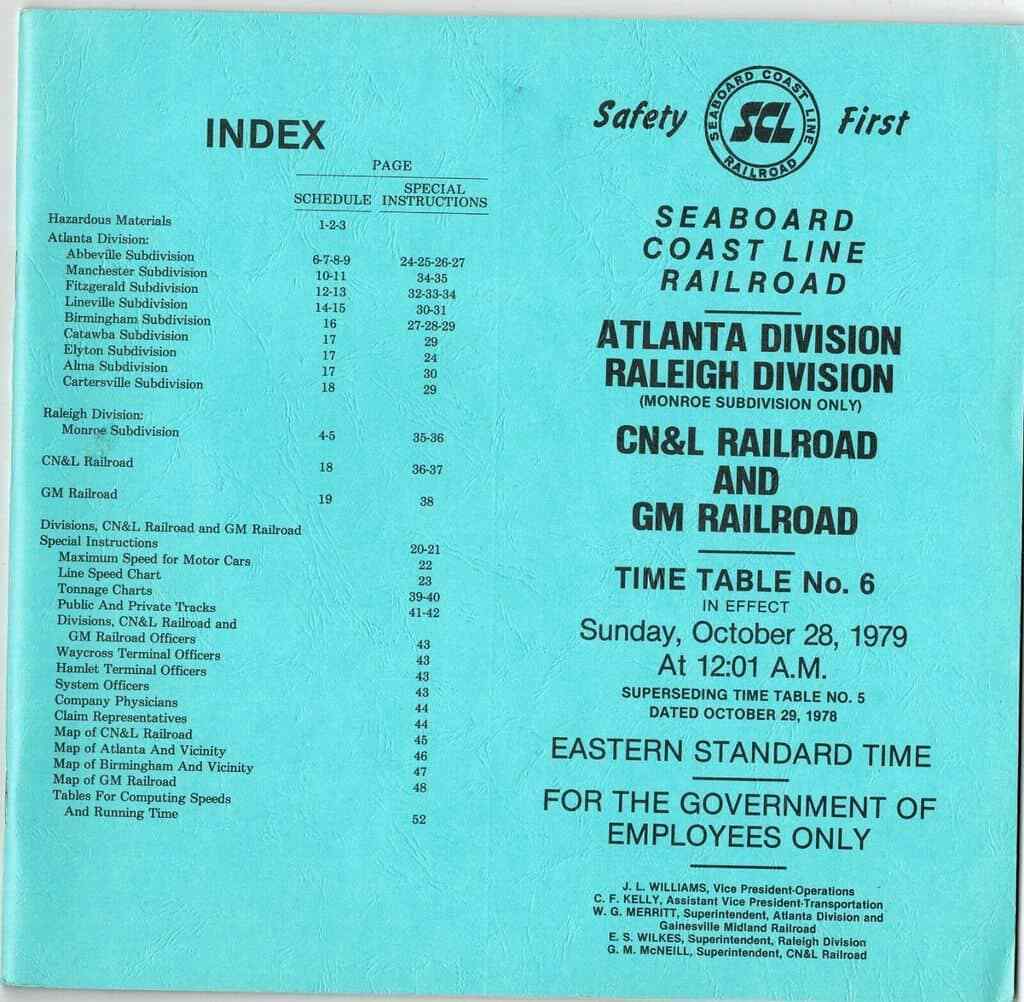 INDEX
PAGE
SCHEDULE SPECIAL INSTRUCTIONS
Hazardous Materials 1-2-3
Atlanta Division:
Abbeville Subdivision 6-7-8-9 24-25-26-27
Manchester Subdivision 10-11 34-35
Fitzgerald Subdivision 12-13 32-33-34
Lineville Subdivision 14-15 30-31
Birmingham Subdivision 16 27-28-29
Catawba Subdivision 17 29
Elyton Subdivision 17 24
Alma Subdivision 17 30
Cartersville Subdivision 18 29
Raleigh Division:
Monroe Subdivision 4-5 35-36
CN&L Railroad 18 36-37
GM Railroad 19 38
Divisions, CN&L Railroad and GM Railroad
Special Instructions 20-21
Maximum Speed for Motor Cars 22
Line Speed Chart 23
Tonnage Charts 39-40
Public And Private Tracks 41-42
Divisions, CN&L Railroad and
GM Railroad Officers 43
Waycross Terminal Officers 43
Hamlet Terminal Officers 43
System Officers 43
Company Physicians 44
Claim Representatives 44
Map of CN&L Railroad 45
Map of Atlanta And Vicinity 46
Map of Birmingham And Vicinity 47
Map of GM Railroad 48
Tables For Computing Speeds
And Running Time 52
Safety First
SEABOARD COAST LINE
SCL
RAILROAD
SEABOARD
COAST LINE
RAILROAD
ATLANTA DIVISION
RALEIGH DIVISION
(MONROE SUBDIVISION ONLY)
CN&L RAILROAD
AND
GM RAILROAD
TIME TABLE No. 6
IN EFFECT
Sunday, October 28, 1979
At 12:01 A.M.
SUPERSEDING TIME TABLE NO. 5
DATED OCTOBER 29, 1978
EASTERN STANDARD TIME
FOR THE GOVERNMENT OF
EMPLOYEES ONLY
J. L. WILLIAMS, Vice President-Operations
C. F. KELLY, Assistant Vice President-Transportation
W. G. MERRITT, Superintendent, Atlanta Division and
Gainesville Midland Railroad
E. S. WILKES, Superintendent, Raleigh Division
G. M. McNEILL, Superintendent, CN&L Railroad